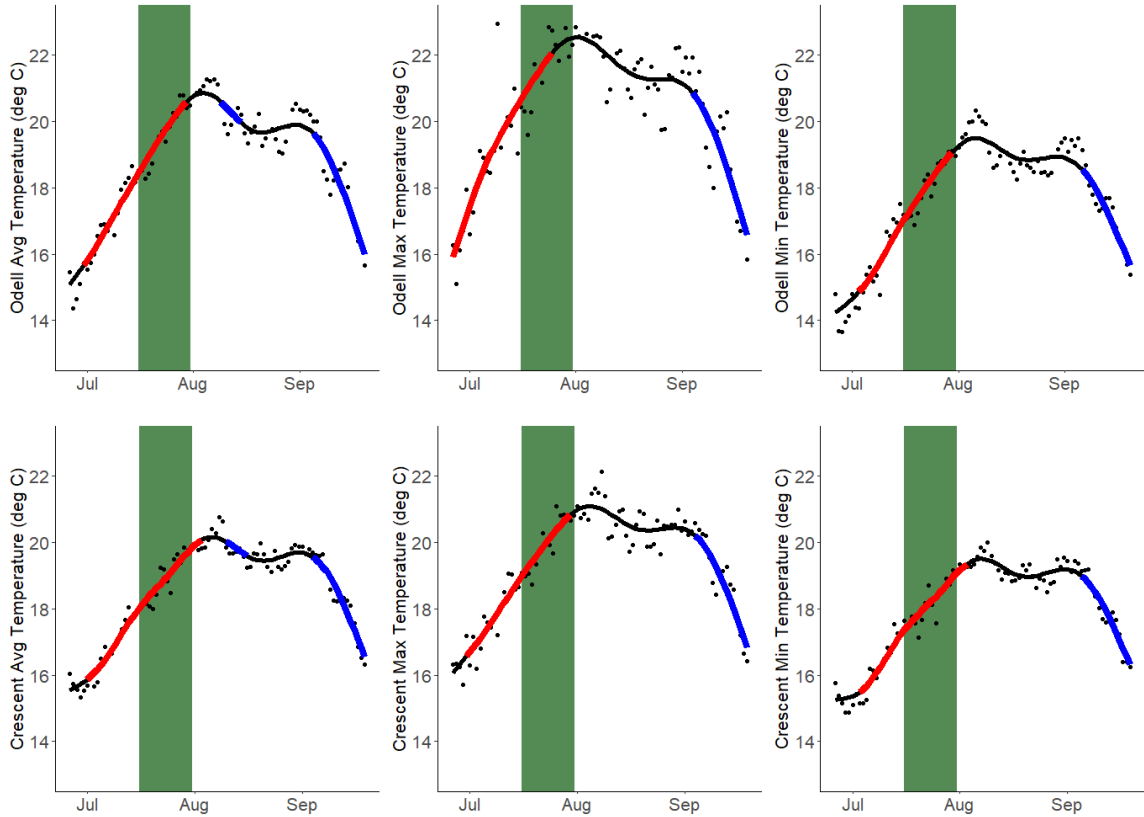 Odell Avg Temperature (deg C)
22
20
18
16
14
Jul Aug Sep
Odell Max Temperature (deg C)
22
20
18
16
14
Jul Aug Sep
Odell Min Temperature (deg C)
22
20
18
16
14
Jul Aug Sep
Crescent Avg Temperature (deg C)
22
20
18
16
14
Jul Aug Sep
Crescent Max Temperature (deg C)
22
20
18
16
14
Jul Aug Sep
Crescent Min Temperature (deg C)
22
20
18
16
14
Jul Aug Sep